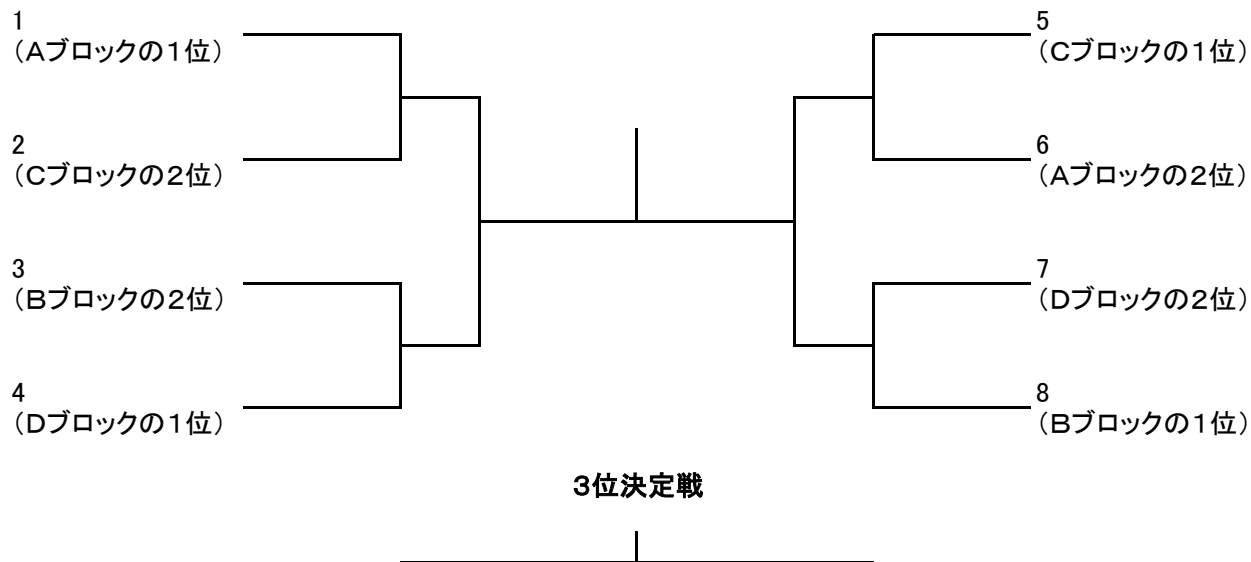 1
（Aブロックの１位）
2
（Cブロックの２位）
3
（Bブロックの２位）
4
（Dブロックの１位）
5
（Cブロックの１位）
6
（Aブロックの２位）
7
（Dブロックの２位）
8
（Bブロックの１位）
3位決定戦